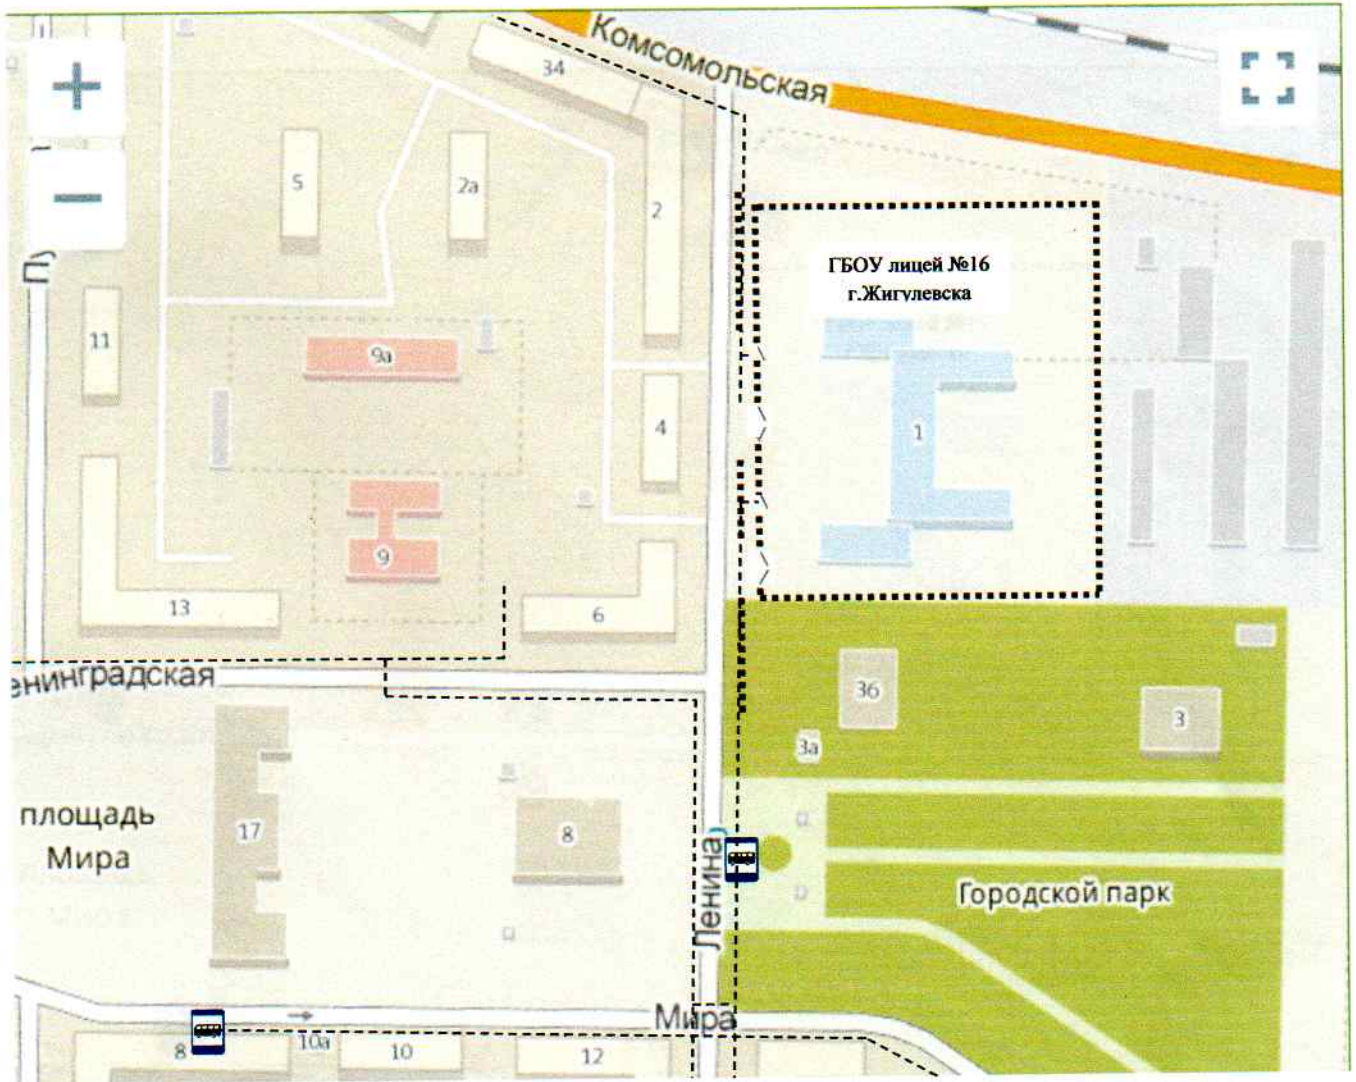 Комсомольская
34
5
2а
2
ГБОУ лицей №16
г.Жигулевска
11
9а
4
1
9
13
6
енинградская
36
3
3а
площадь
Мира
17
8
Ленина
Городской парк
Мира
8
10а
10
12